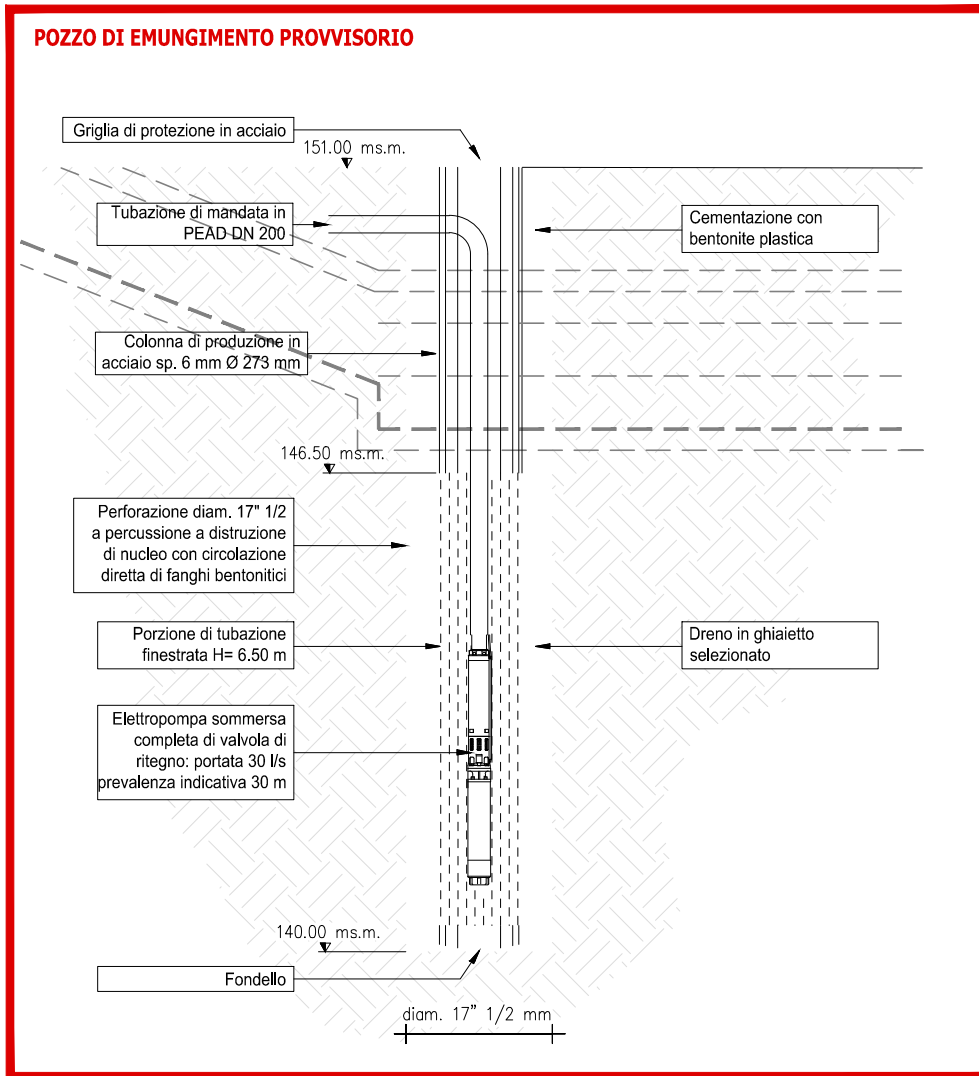 POZZO DI EMUNGIMENTO PROVVISORIO
Griglia di protezione in acciaio
151.00 ms.m.
Tubazione di mandata in
PEAD DN 200
Cementazione con
bentonite plastica
Colonna di produzione in
acciaio sp. 6 mm Ø 273 mm
146.50 ms.m.
Perforazione diam. 17" 1/2
a percussione a distruzione
di nucleo con circolazione
diretta di fanghi bentonitici
Porzione di tubazione
finestrata H= 6.50 m
Dreno in ghiaietto
selezionato
Elettropompa sommersa
completa di valvola di
ritegno: portata 30 l/s
prevalenza indicativa 30 m
140.00 ms.m.
Fondello
diam. 17" 1/2 mm